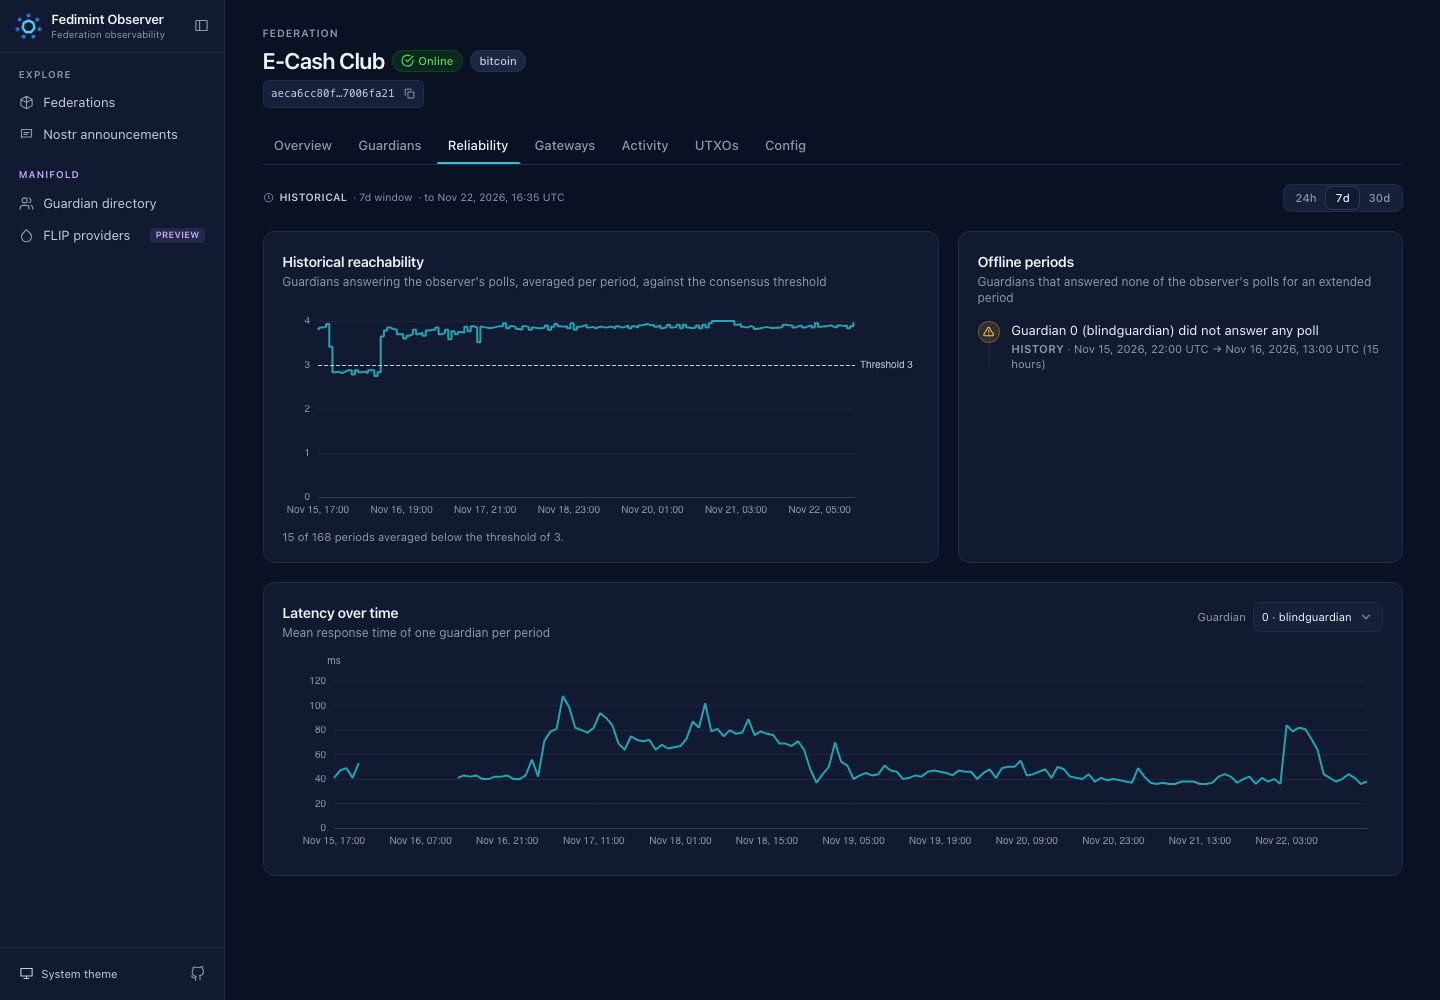 Fedimint Observer
Federation observability
EXPLORE
Federations
Nostr announcements
MANIFOLD
Guardian directory
FLIP providers PREVIEW
System theme
FEDERATION
E-Cash Club Online bitcoin
aeca6cc80f…7006fa21
Overview Guardians Reliability Gateways Activity UTXOs Config
HISTORICAL · 7d window · to Nov 22, 2026, 16:35 UTC
24h 7d 30d
Historical reachability
Guardians answering the observer's polls, averaged per period, against the consensus threshold
4
3
Threshold 3
2
1
0
Nov 15, 17:00 Nov 16, 19:00 Nov 17, 21:00 Nov 18, 23:00 Nov 20, 01:00 Nov 21, 03:00 Nov 22, 05:00
15 of 168 periods averaged below the threshold of 3.
Offline periods
Guardians that answered none of the observer's polls for an extended
period
Guardian 0 (blindguardian) did not answer any poll
HISTORY · Nov 15, 2026, 22:00 UTC → Nov 16, 2026, 13:00 UTC (15
hours)
Latency over time
Mean response time of one guardian per period
Guardian 0 · blindguardian
ms
120
100
80
60
40
20
0
Nov 15, 17:00 Nov 16, 07:00 Nov 16, 21:00 Nov 17, 11:00 Nov 18, 01:00 Nov 18, 15:00 Nov 19, 05:00 Nov 19, 19:00 Nov 20, 09:00 Nov 20, 23:00 Nov 21, 13:00 Nov 22, 03:00